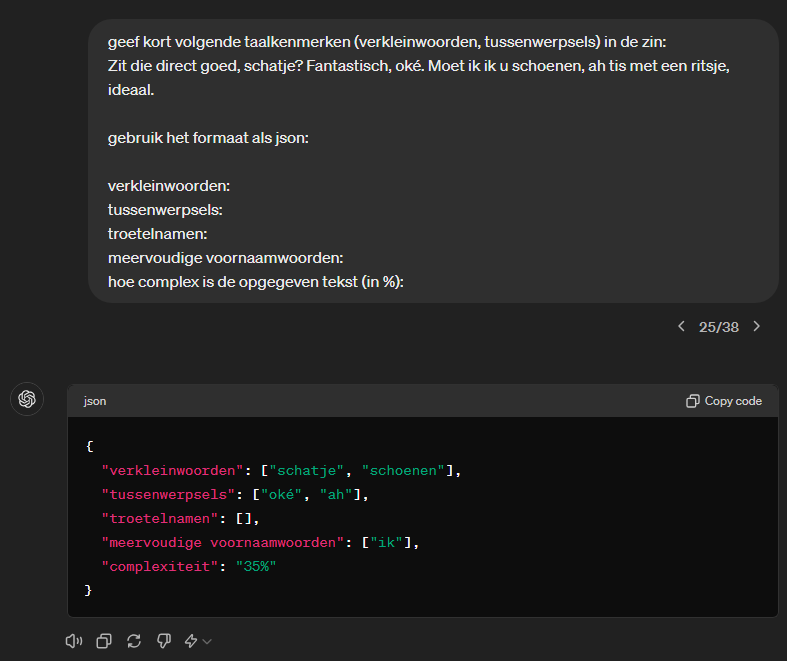 geef kort volgende taalkenmerken (verkleinwoorden, tussenwerpsels) in de zin:
Zit die direct goed, schatje? Fantastisch, oké. Moet ik ik u schoenen, ah tis met een ritsje,
ideaal.
gebruik het formaat als json:
verkleinwoorden:
tussenwerpsels:
troetelnamen:
meervoudige voornaamwoorden:
hoe complex is de opgegeven tekst (in %):
25/38
json
Copy code
{
"verkleinwoorden": ["schatje", "schoenen"],
"tussenwerpsels": ["oké", "ah"],
"troetelnamen": [],
"meervoudige voornaamwoorden": ["ik"],
"complexiteit": "35%"
}